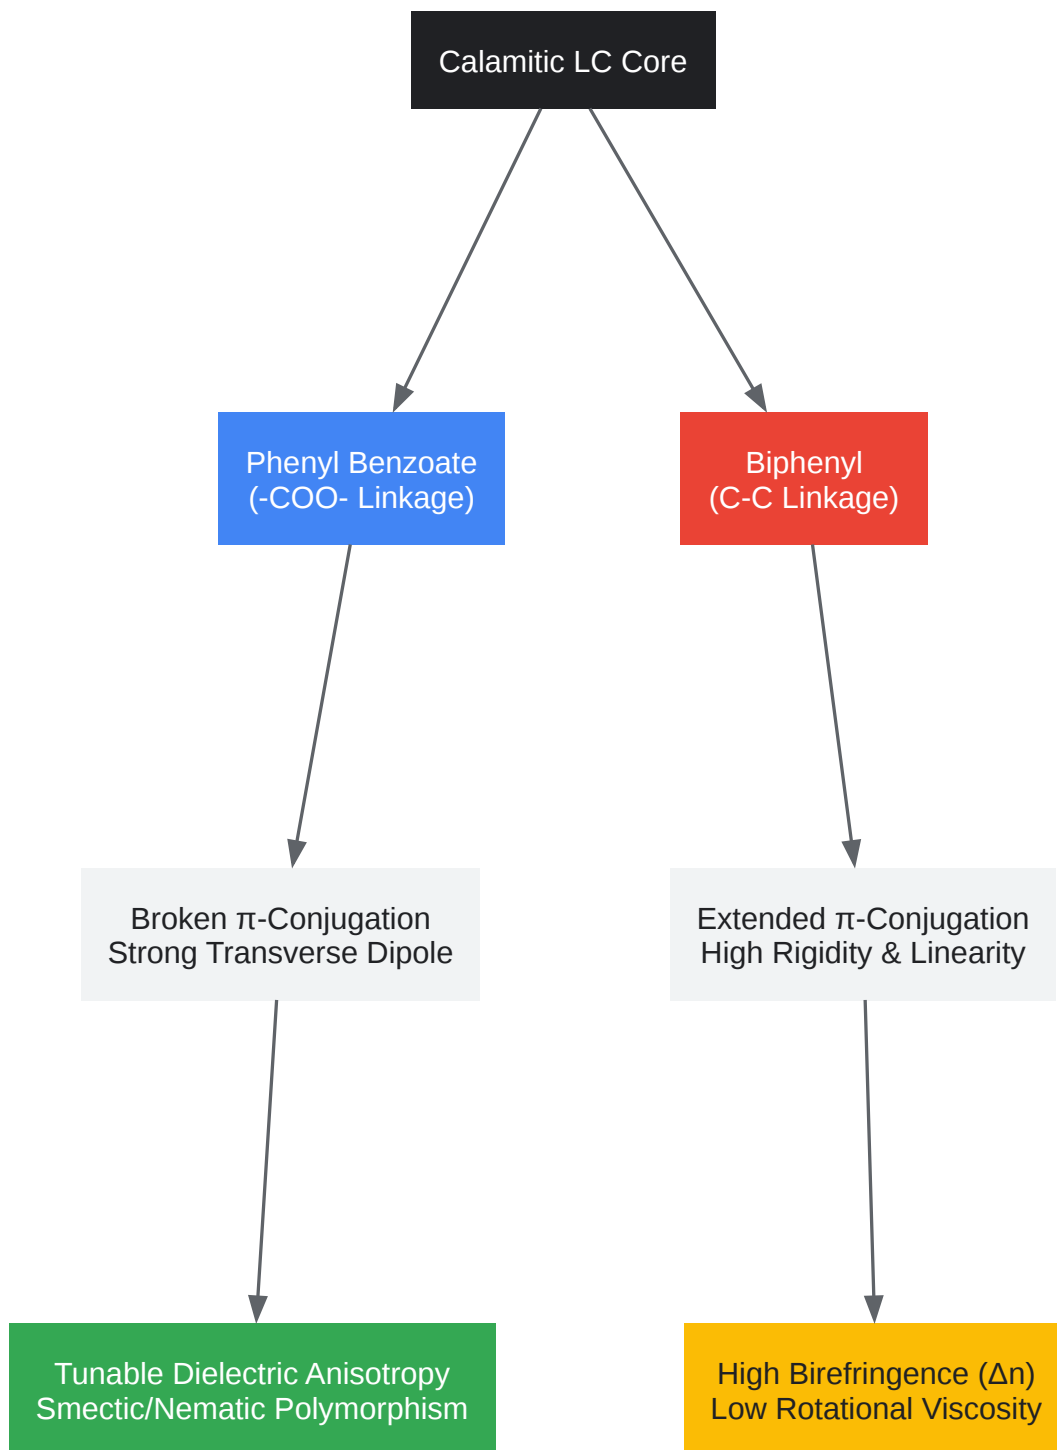 Calamitic LC Core
Phenyl Benzoate
(-COO- Linkage)
Biphenyl
(C-C Linkage)
Broken π-Conjugation
Strong Transverse Dipole
Extended π-Conjugation
High Rigidity & Linearity
Tunable Dielectric Anisotropy
Smectic/Nematic Polymorphism
High Birefringence (Δn)
Low Rotational Viscosity